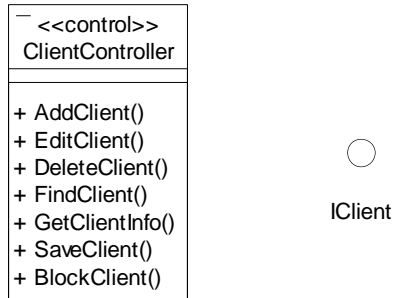 <<control>>
ClientController
+ AddClient()
+ EditClient()
+ DeleteClient()
+ FindClient()
+ GetClientInfo()
+ SaveClient()
+ BlockClient()
IClient